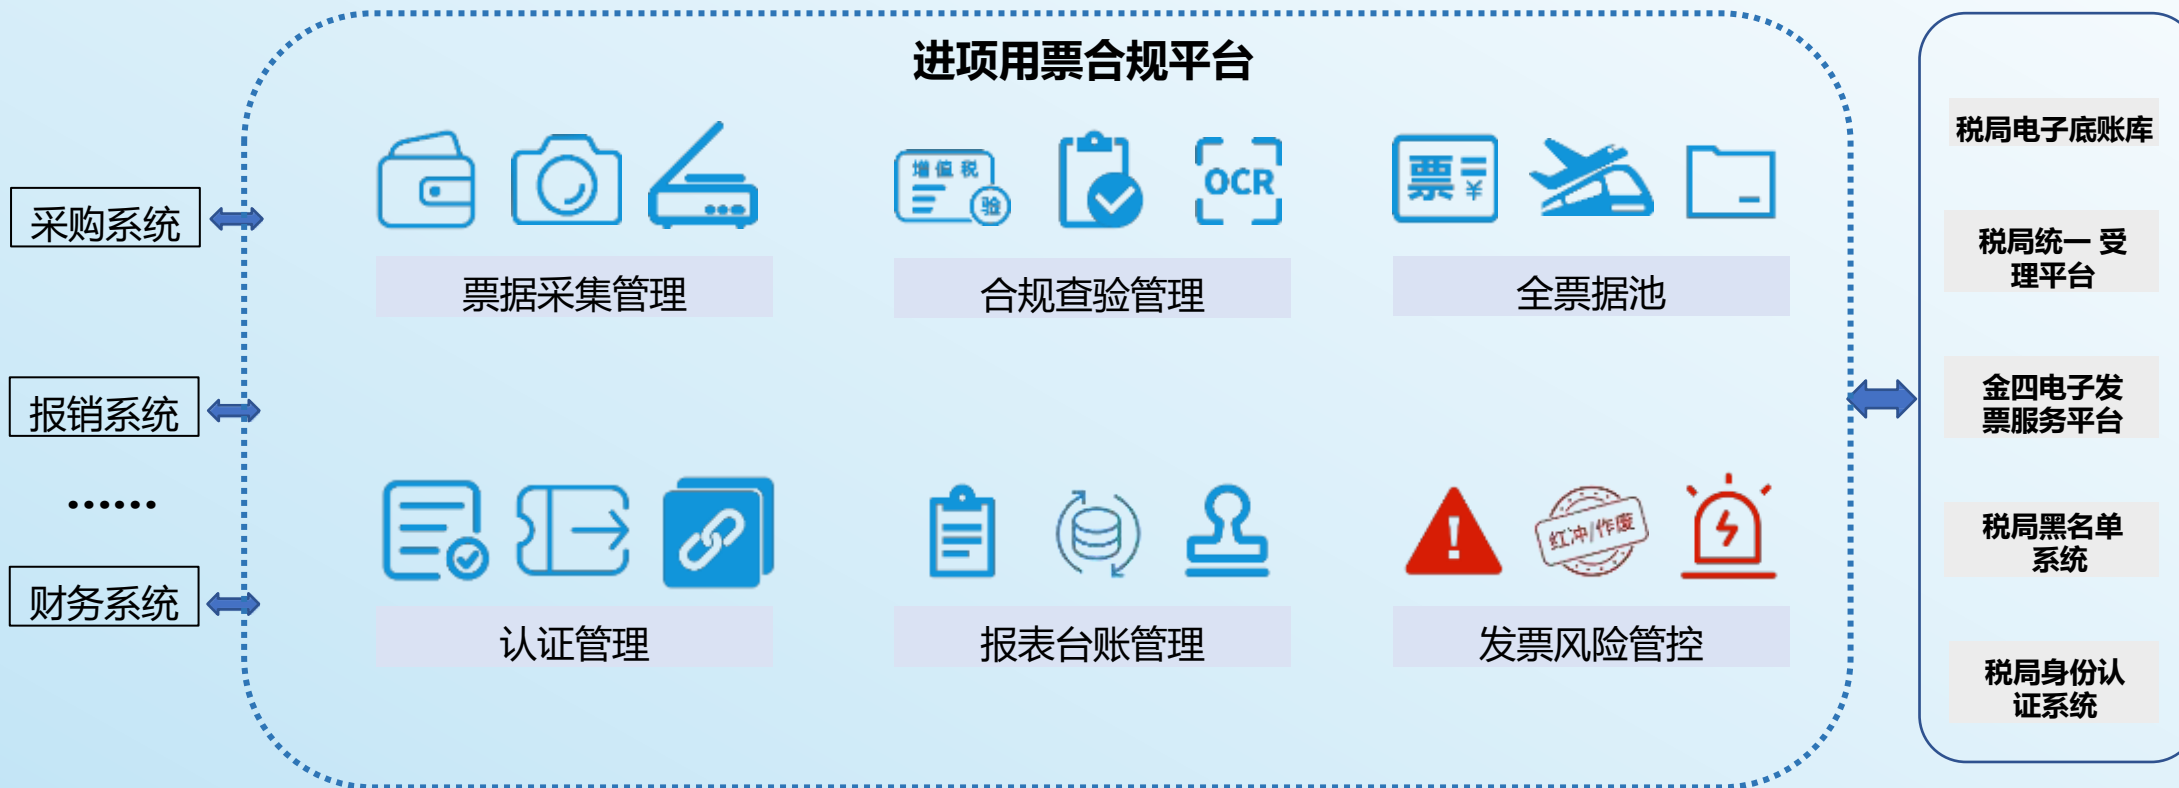 进项用票合规平台
采购系统
报销系统
……
财务系统
增值税
验
OCR
票
¥
票据采集管理
合规查验管理
全票据池
红冲/作废
认证管理
报表台账管理
发票风险管控
税局电子底账库
税局统一 受
理平台
金四电子发
票服务平台
税局黑名单
系统
税局身份认
证系统